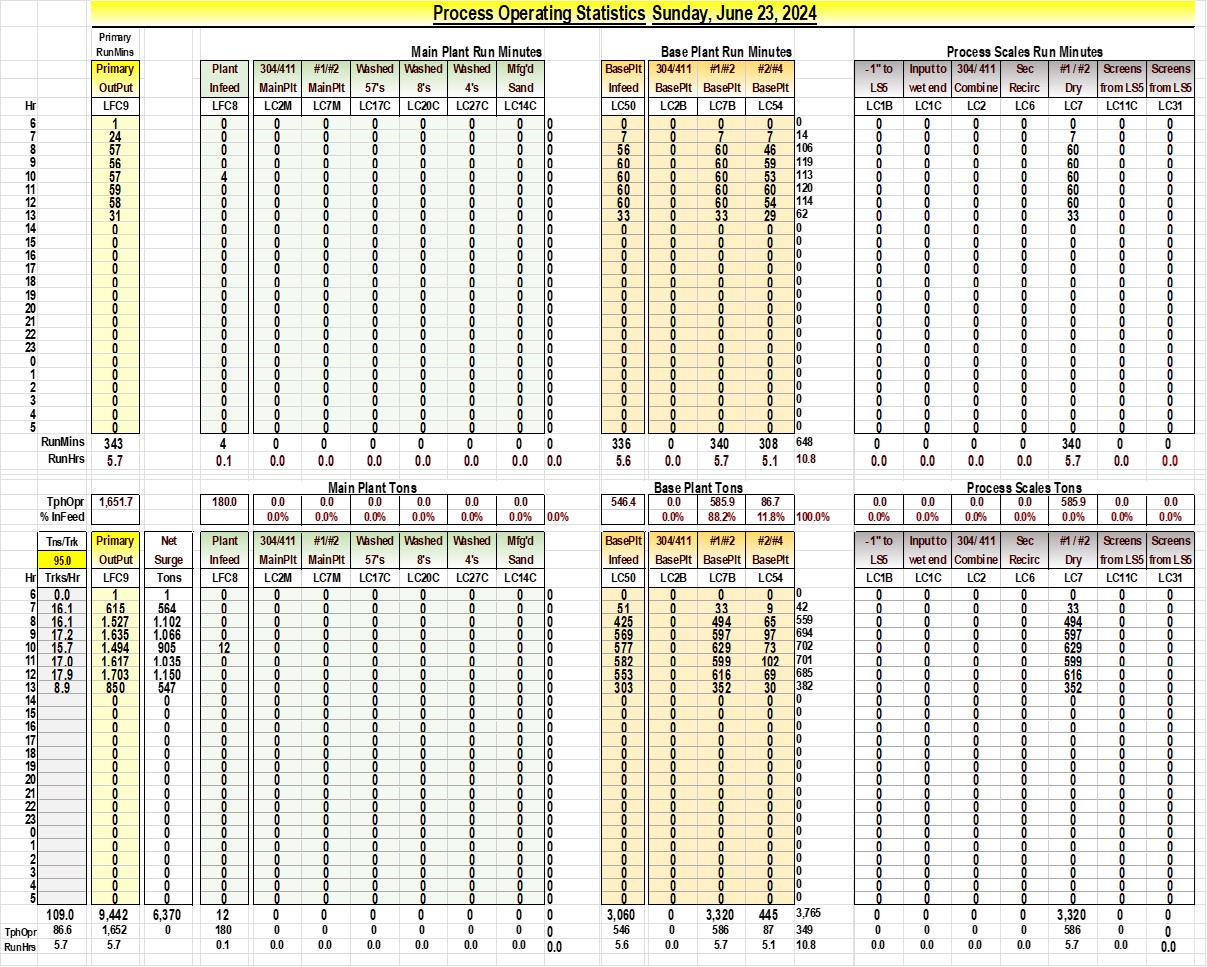 Process Operating Statistics Sunday, June 23, 2024
Primary
RunMins Main Plant Run Minutes Base Plant Run Minutes Process Scales Run Minutes
Primary Plant 304/411 #1/#2 Washed Washed Washed Mfg'd BasePlt 304/411 #1/#2 #2/#4 -1" to Input to 304/ 411 Sec #1 / #2 Screens Screens
OutPut Infeed MainPlt MainPlt 57's 8's 4's Sand Infeed BasePlt BasePlt BasePlt LS5 wet end Combine Recirc Dry from LS5 from LS5
Hr LFC9 LFC8 LC2M LC7M LC17C LC20C LC27C LC14C LC50 LC2B LC7B LC54 LC1B LC1C LC2 LC6 LC7 LC11C LC31
6 1 0 0 0 0 0 0 0 0 0 0 0 0 0 0 0 0 0 0 0 0
7 24 0 0 0 0 0 0 0 0 7 0 7 7 14 0 0 0 0 7 0 0
8 57 0 0 0 0 0 0 0 0 56 0 60 46 106 0 0 0 0 60 0 0
9 56 0 0 0 0 0 0 0 0 60 0 60 59 119 0 0 0 0 60 0 0
10 57 4 0 0 0 0 0 0 0 60 0 60 53 113 0 0 0 0 60 0 0
11 59 0 0 0 0 0 0 0 0 60 0 60 60 120 0 0 0 0 60 0 0
12 58 0 0 0 0 0 0 0 0 60 0 60 54 114 0 0 0 0 60 0 0
13 31 0 0 0 0 0 0 0 0 33 0 33 29 62 0 0 0 0 33 0 0
14 0 0 0 0 0 0 0 0 0 0 0 0 0 0 0 0 0 0 0 0 0
15 0 0 0 0 0 0 0 0 0 0 0 0 0 0 0 0 0 0 0 0 0
16 0 0 0 0 0 0 0 0 0 0 0 0 0 0 0 0 0 0 0 0 0
17 0 0 0 0 0 0 0 0 0 0 0 0 0 0 0 0 0 0 0 0 0
18 0 0 0 0 0 0 0 0 0 0 0 0 0 0 0 0 0 0 0 0 0
19 0 0 0 0 0 0 0 0 0 0 0 0 0 0 0 0 0 0 0 0 0
20 0 0 0 0 0 0 0 0 0 0 0 0 0 0 0 0 0 0 0 0 0
21 0 0 0 0 0 0 0 0 0 0 0 0 0 0 0 0 0 0 0 0 0
22 0 0 0 0 0 0 0 0 0 0 0 0 0 0 0 0 0 0 0 0 0
23 0 0 0 0 0 0 0 0 0 0 0 0 0 0 0 0 0 0 0 0 0
0 0 0 0 0 0 0 0 0 0 0 0 0 0 0 0 0 0 0 0 0 0
1 0 0 0 0 0 0 0 0 0 0 0 0 0 0 0 0 0 0 0 0 0
2 0 0 0 0 0 0 0 0 0 0 0 0 0 0 0 0 0 0 0 0 0
3 0 0 0 0 0 0 0 0 0 0 0 0 0 0 0 0 0 0 0 0 0
4 0 0 0 0 0 0 0 0 0 0 0 0 0 0 0 0 0 0 0 0 0
5 0 0 0 0 0 0 0 0 0 0 0 0 0 0 0 0 0 0 0 0 0
RunMins 343 4 0 0 0 0 0 0 0 336 0 340 308 648 0 0 0 0 340 0 0
RunHrs 5.7 0.1 0.0 0.0 0.0 0.0 0.0 0.0 0.0 5.6 0.0 5.7 5.1 10.8 0.0 0.0 0.0 0.0 5.7 0.0 0.0
Main Plant Tons Base Plant Tons Process Scales Tons
TphOpr 1,651.7 180.0 0.0 0.0 0.0 0.0 0.0 0.0 546.4 0.0 585.9 86.7 0.0 0.0 0.0 0.0 585.9 0.0 0.0
% InFeed 0.0% 0.0% 0.0% 0.0% 0.0% 0.0% 0.0% 0.0% 88.2% 11.8% 100.0% 0.0% 0.0% 0.0% 0.0% 0.0% 0.0% 0.0%
Tns/Trk Primary Net Plant 304/411 #1/#2 Washed Washed Washed Mfg'd BasePlt 304/411 #1/#2 #2/#4 -1" to Input to 304/ 411 Sec #1 / #2 Screens Screens
95.0 OutPut Surge Infeed MainPlt MainPlt 57's 8's 4's Sand Infeed BasePlt BasePlt BasePlt LS5 wet end Combine Recirc Dry from LS5 from LS5
Hr Trks/Hr LFC9 Tons LFC8 LC2M LC7M LC17C LC20C LC27C LC14C LC50 LC2B LC7B LC54 LC1B LC1C LC2 LC6 LC7 LC11C LC31
6 0.0 1 1 0 0 0 0 0 0 0 0 0 0 0 0 0 0 0 0 0 0 0 0
7 16.1 615 564 0 0 0 0 0 0 0 0 51 0 33 9 42 0 0 0 0 33 0 0
8 16.1 1.527 1.102 0 0 0 0 0 0 0 0 425 0 494 65 559 0 0 0 0 494 0 0
9 17.2 1.635 1.066 0 0 0 0 0 0 0 0 569 0 597 97 694 0 0 0 0 597 0 0
10 15.7 1.494 905 12 0 0 0 0 0 0 0 577 0 629 73 702 0 0 0 0 629 0 0
11 17.0 1.617 1.035 0 0 0 0 0 0 0 0 582 0 599 102 701 0 0 0 0 599 0 0
12 17.9 1.703 1.150 0 0 0 0 0 0 0 0 553 0 616 69 685 0 0 0 0 616 0 0
13 8.9 850 547 0 0 0 0 0 0 0 0 303 0 352 30 382 0 0 0 0 352 0 0
14 0 0 0 0 0 0 0 0 0 0 0 0 0 0 0 0 0 0 0 0 0 0
15 0 0 0 0 0 0 0 0 0 0 0 0 0 0 0 0 0 0 0 0 0 0
16 0 0 0 0 0 0 0 0 0 0 0 0 0 0 0 0 0 0 0 0 0 0
17 0 0 0 0 0 0 0 0 0 0 0 0 0 0 0 0 0 0 0 0 0 0
18 0 0 0 0 0 0 0 0 0 0 0 0 0 0 0 0 0 0 0 0 0 0
19 0 0 0 0 0 0 0 0 0 0 0 0 0 0 0 0 0 0 0 0 0 0
20 0 0 0 0 0 0 0 0 0 0 0 0 0 0 0 0 0 0 0 0 0 0
21 0 0 0 0 0 0 0 0 0 0 0 0 0 0 0 0 0 0 0 0 0 0
22 0 0 0 0 0 0 0 0 0 0 0 0 0 0 0 0 0 0 0 0 0 0
23 0 0 0 0 0 0 0 0 0 0 0 0 0 0 0 0 0 0 0 0 0 0
0 0 0 0 0 0 0 0 0 0 0 0 0 0 0 0 0 0 0 0 0 0 0
1 0 0 0 0 0 0 0 0 0 0 0 0 0 0 0 0 0 0 0 0 0 0
2 0 0 0 0 0 0 0 0 0 0 0 0 0 0 0 0 0 0 0 0 0 0
3 0 0 0 0 0 0 0 0 0 0 0 0 0 0 0 0 0 0 0 0 0 0
4 0 0 0 0 0 0 0 0 0 0 0 0 0 0 0 0 0 0 0 0 0 0
5 0 0 0 0 0 0 0 0 0 0 0 0 0 0 0 0 0 0 0 0 0 0
109.0 9,442 6,370 12 0 0 0 0 0 0 0 3,060 0 3,320 445 3,765 0 0 0 0 3,320 0 0
TphOpr 86.6 1,652 0 180 0 0 0 0 0 0 0 546 0 586 87 349 0 0 0 0 586 0 0
RunHrs 5.7 5.7 0.1 0.0 0.0 0.0 0.0 0.0 0.0 0.0 5.6 0.0 5.7 5.1 10.8 0.0 0.0 0.0 0.0 5.7 0.0 0.0